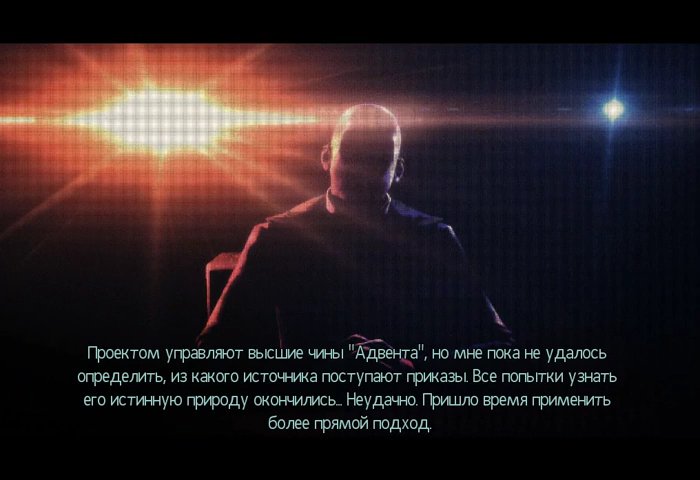 Проектом управляют высшие чины "Адвента", но мне пока не удалось
определить, из какого источника поступают приказы. Все попытки узнать
его истинную природу окончились... Неудачно. Пришло время применить
более прямой подход.